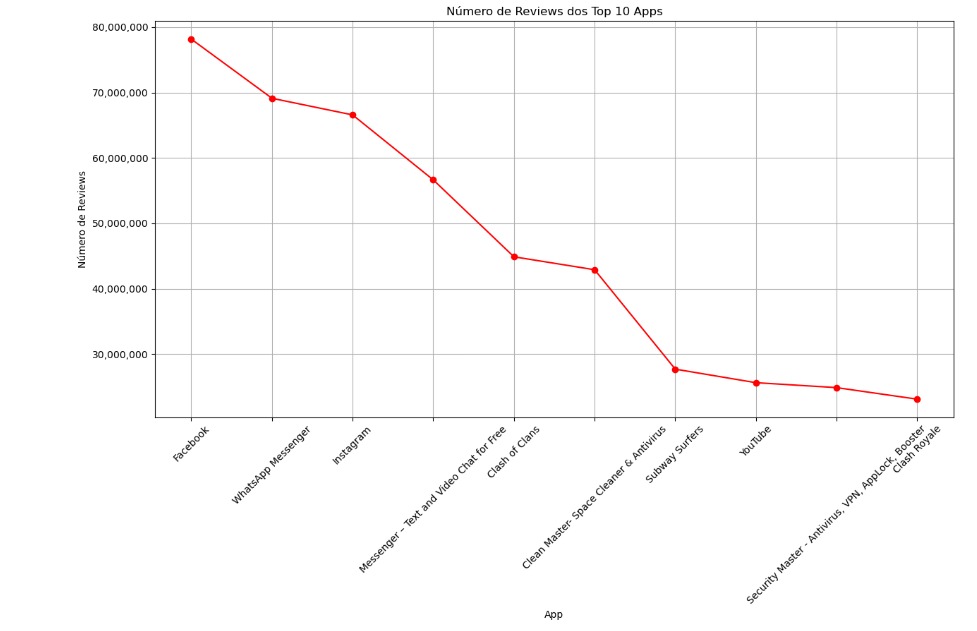 Número de Reviews dos Top 10 Apps
80,000,000
70,000,000
60,000,000
50,000,000
40,000,000
30,000,000
Número de Reviews
Facebook
WhatsApp Messenger
Instagram
Messenger – Text and Video Chat for Free
Clash of Clans
Clean Master- Space Cleaner & Antivirus
Subway Surfers
YouTube
Security Master - Antivirus, VPN, AppLock, Booster
Clash Royale
App